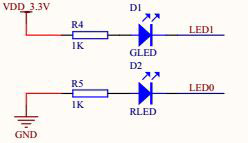 VDD_3.3V
R4
D1
LED1
1K
GLED
R5
D2
LED0
1K
RLED
GND